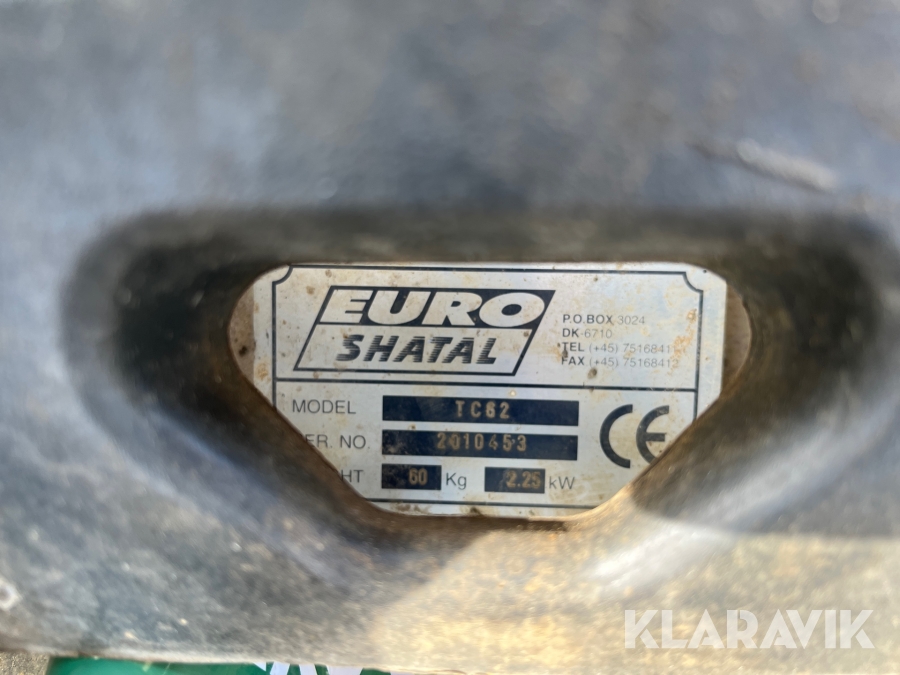 EURO
SHATAL
P.O.BOX 3024
DK-6710
TEL (+45) 7516841
FAX (+45) 75168412
MODEL TC62
ER. NO. 2010453
HT 60 Kg 2.25 kW
CE
KLARAVIK